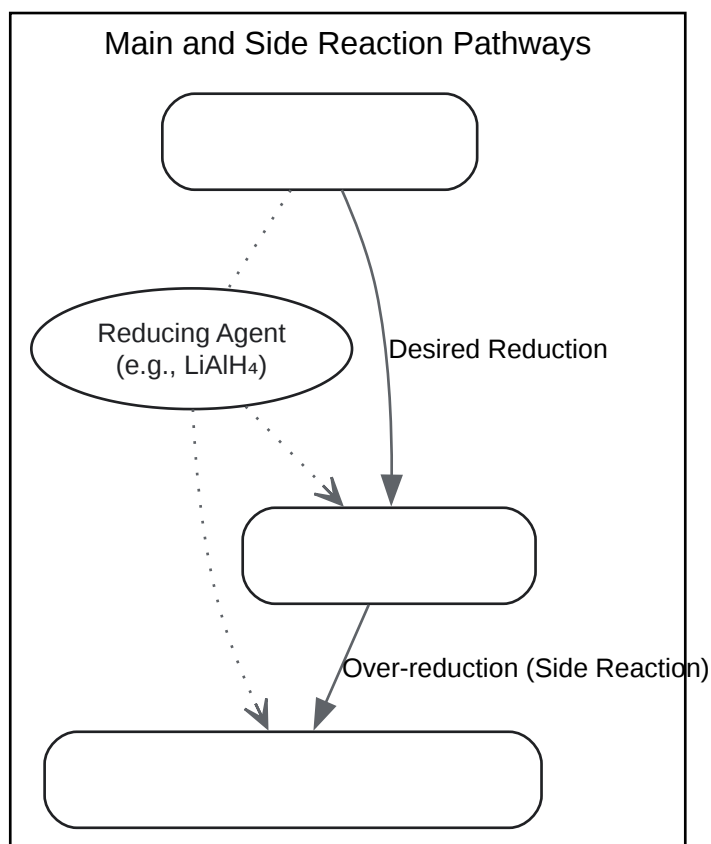 Main and Side Reaction Pathways
Reducing Agent
(e.g., LiAlH₄)
Desired Reduction
Over-reduction (Side Reaction)